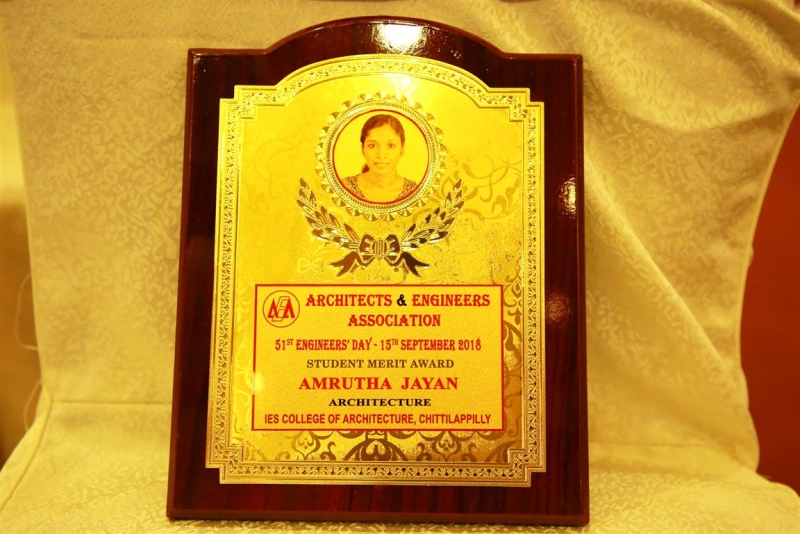 AEA
ARCHITECTS & ENGINEERS
ASSOCIATION
51ST ENGINEERS' DAY - 15TH SEPTEMBER 2018
STUDENT MERIT AWARD
AMRUTHA JAYAN
ARCHITECTURE
IES COLLEGE OF ARCHITECTURE, CHITTILAPPILLY